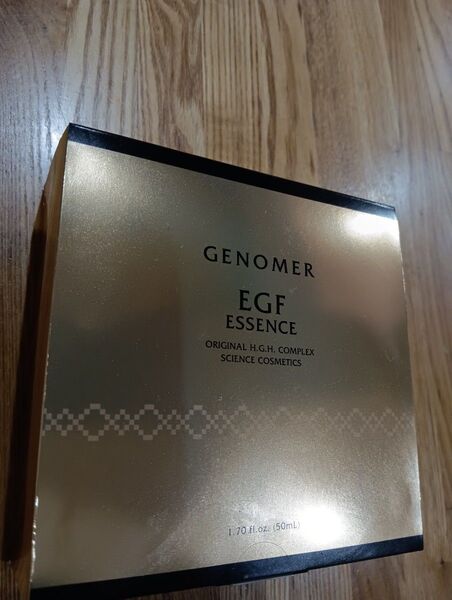 GENOMER
EGF
ESSENCE
ORIGINAL H.G.H. COMPLEX
SCIENCE COSMETICS
1.70 fl.oz. (50mL)